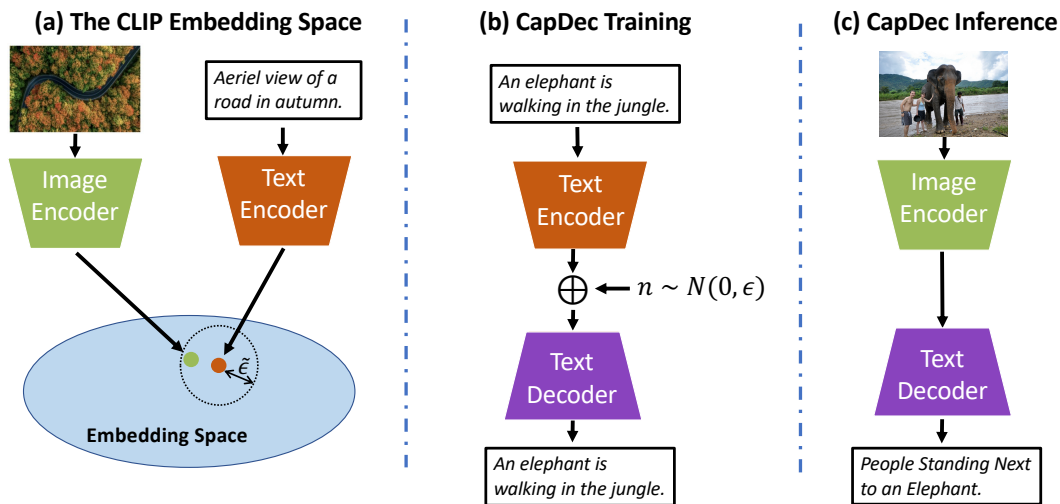 (a) The CLIP Embedding Space
Aeriel view of a
road in autumn.
Image
Encoder
Text
Encoder
ϵ̃
Embedding Space
(b) CapDec Training
An elephant is
walking in the jungle.
Text
Encoder
n ~ N(0, ϵ)
Text
Decoder
An elephant is
walking in the jungle.
(c) CapDec Inference
Image
Encoder
Text
Decoder
People Standing Next
to an Elephant.